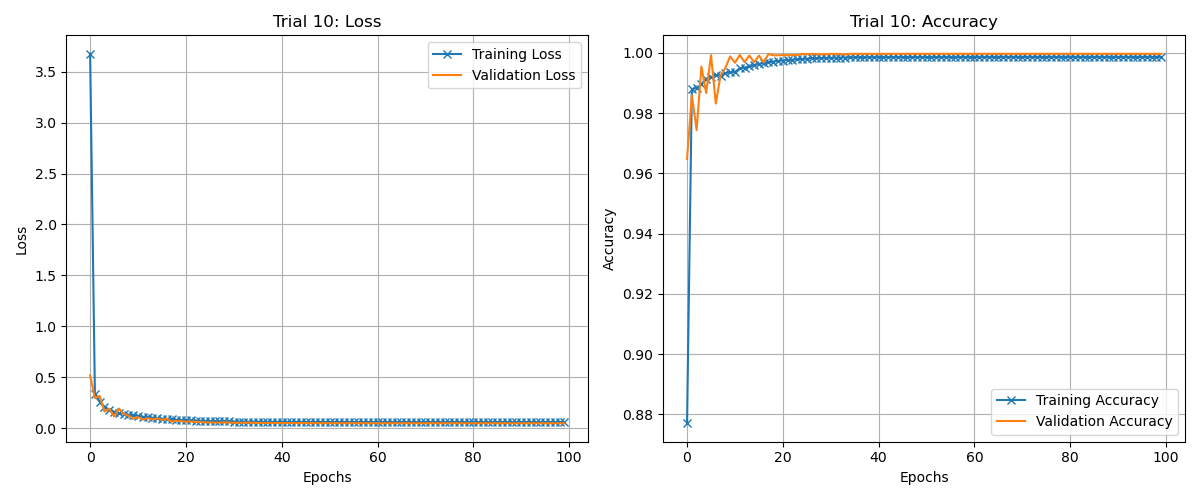 Trial 10: Loss
Training Loss
Validation Loss
3.5
3.0
2.5
2.0
1.5
1.0
0.5
0.0
Loss
0 20 40 60 80 100
Epochs
Trial 10: Accuracy
1.00
0.98
0.96
0.94
0.92
0.90
0.88
Accuracy
Training Accuracy
Validation Accuracy
0 20 40 60 80 100
Epochs